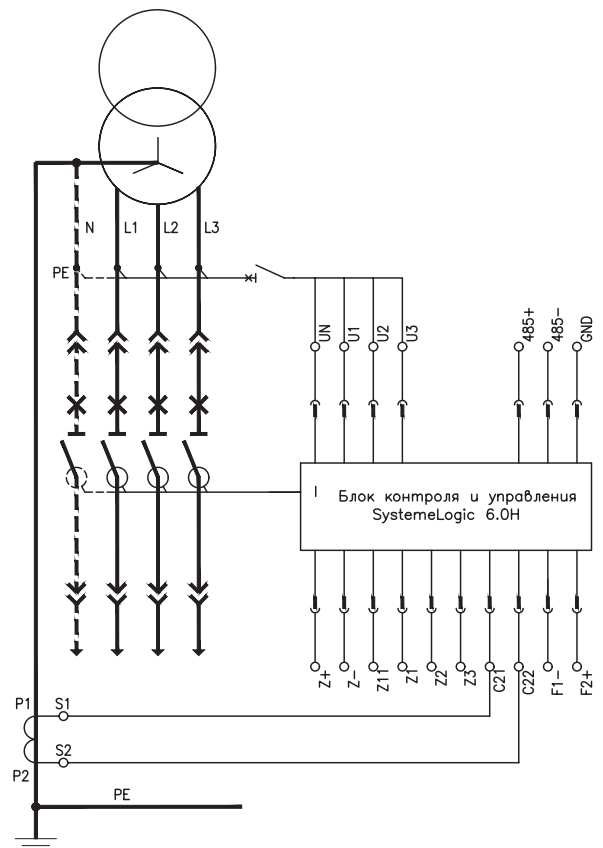 N
L1
L2
L3
PE
UN
U1
U2
U3
485+
485-
GND
I
Блок контроля и управления
SystemeLogic 6.0H
Z+
Z-
Z11
Z1
Z2
Z3
C21
C22
F1-
F2+
P1
S1
S2
P2
PE